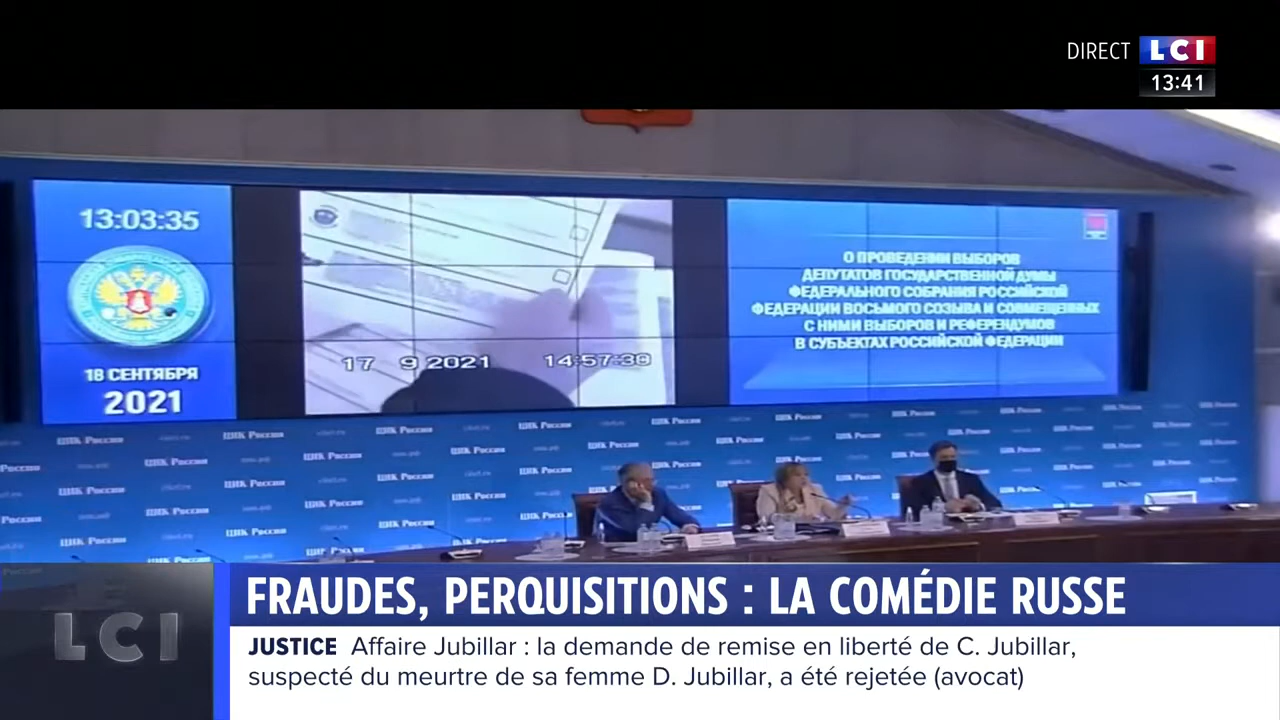 DIRECT LCI
13:41
13:03:35
18 СЕНТЯБРЯ
2021
17 9 2021 14:57:39
О ПРОВЕДЕНИИ ВЫБОРОВ
ДЕПУТАТОВ ГОСУДАРСТВЕННОЙ ДУМЫ
ФЕДЕРАЛЬНОГО СОБРАНИЯ РОССИЙСКОЙ
ФЕДЕРАЦИИ ВОСЬМОГО СОЗЫВА И СОВМЕЩЕННЫХ
С НИМИ ВЫБОРОВ И РЕФЕРЕНДУМОВ
В СУБЪЕКТАХ РОССИЙСКОЙ ФЕДЕРАЦИИ
ЦИК России
LCI
FRAUDES, PERQUISITIONS : LA COMÉDIE RUSSE
JUSTICE Affaire Jubillar : la demande de remise en liberté de C. Jubillar,
suspecté du meurtre de sa femme D. Jubillar, a été rejetée (avocat)